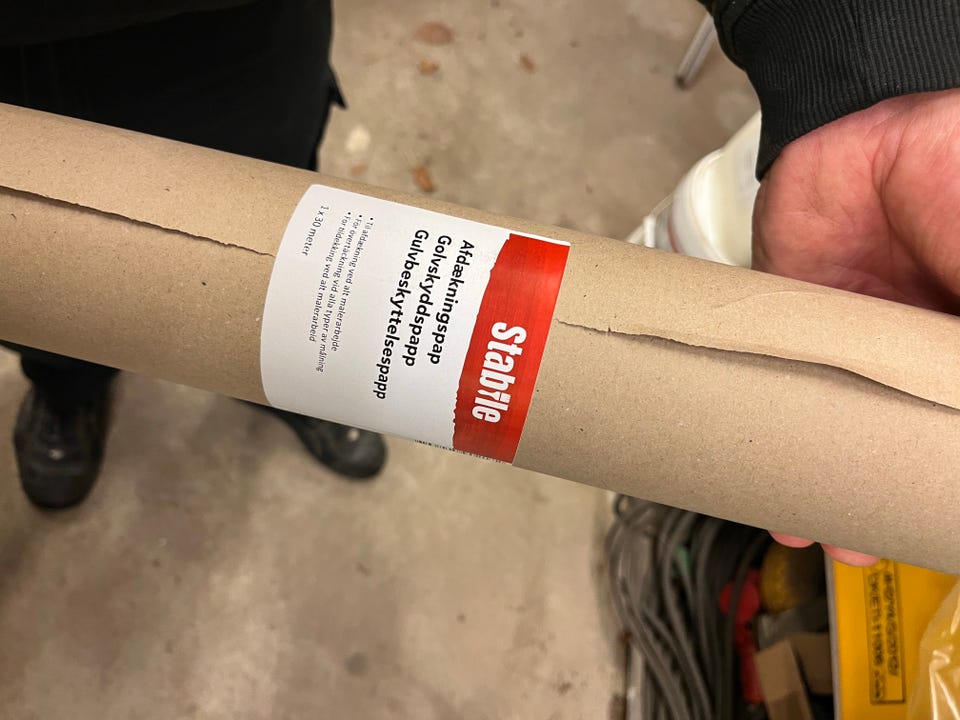 Stabile
Afdækningspap
Golvskyddspapp
Gulvbeskyttelsespapp
• Til afdækning ved alt malerarbejde
• För övertäckning vid alla typer av målning
• For tildekking ved alt malerarbeid
1 x 30 meter